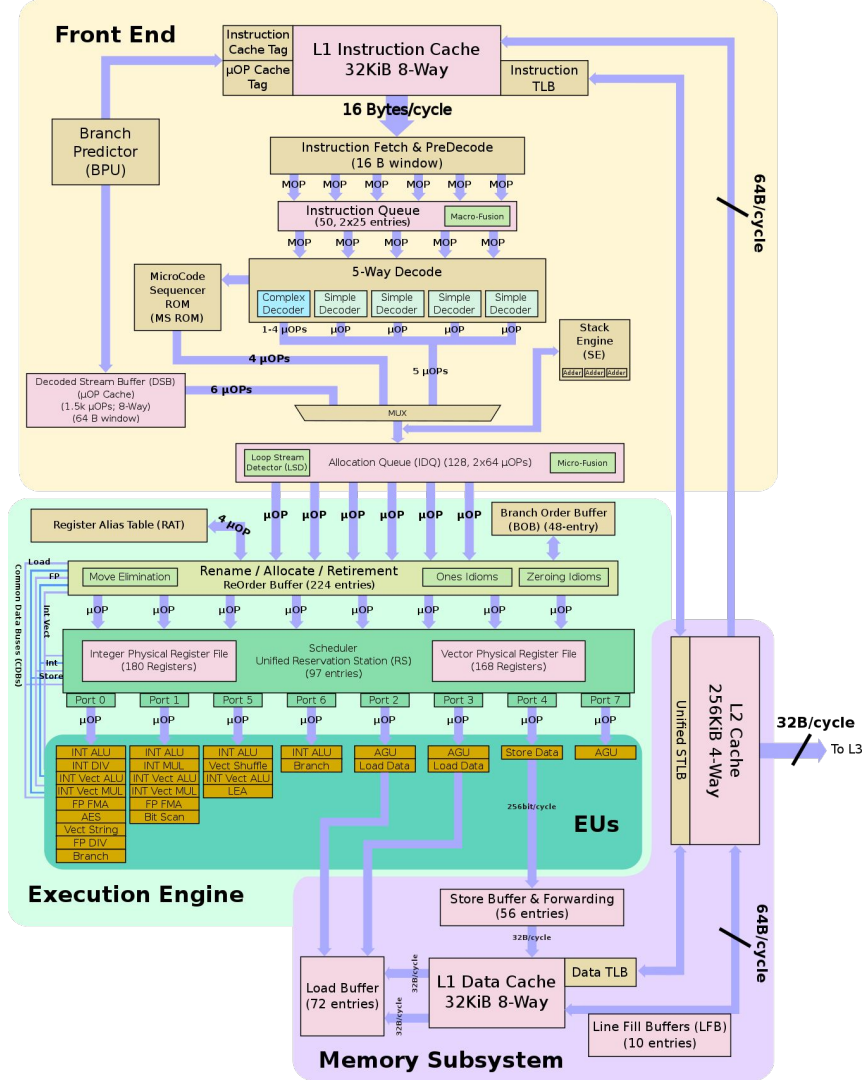 Front End
Instruction
Cache Tag
µOP Cache
Tag
L1 Instruction Cache
32KiB 8-Way
Instruction
TLB
16 Bytes/cycle
Branch
Predictor
(BPU)
Instruction Fetch & PreDecode
(16 B window)
MOP MOP MOP MOP MOP MOP
Instruction Queue
(50, 2x25 entries)
Macro-Fusion
MOP MOP MOP MOP MOP
64B/cycle
5-Way Decode
MicroCode
Sequencer
ROM
(MS ROM)
Complex
Decoder
Simple
Decoder
Simple
Decoder
Simple
Decoder
Simple
Decoder
1-4 µOPs µOP µOP µOP µOP
Stack
Engine
(SE)
Adder Adder Adder
4 µOPs
5 µOPs
Decoded Stream Buffer (DSB)
(µOP Cache)
(1.5k µOPs; 8-Way)
(64 B window)
6 µOPs
MUX
Loop Stream
Detector (LSD)
Allocation Queue (IDQ) (128, 2x64 µOPs)
Micro-Fusion
µOP µOP µOP µOP µOP µOP
Register Alias Table (RAT)
4 µOP
Branch Order Buffer
(BOB) (48-entry)
Rename / Allocate / Retirement
ReOrder Buffer (224 entries)
Move Elimination
Ones Idioms
Zeroing Idioms
Load
FP
Common Data Buses (CDBs)
Int Vect
Int
Store
µOP µOP µOP µOP µOP µOP µOP µOP
Integer Physical Register File
(180 Registers)
Scheduler
Unified Reservation Station (RS)
(97 entries)
Vector Physical Register File
(168 Registers)
Port 0 Port 1 Port 5 Port 6 Port 2 Port 3 Port 4 Port 7
µOP µOP µOP µOP µOP µOP µOP µOP
INT ALU
INT DIV
INT Vect ALU
INT Vect MUL
FP FMA
AES
Vect String
FP DIV
Branch
INT ALU
INT MUL
INT Vect ALU
INT Vect MUL
FP FMA
Bit Scan
INT ALU
Vect Shuffle
INT Vect ALU
LEA
INT ALU
Branch
AGU
Load Data
AGU
Load Data
Store Data
AGU
256bit/cycle
EUs
Execution Engine
Unified STLB
L2 Cache
256KiB 4-Way
32B/cycle
To L3
Store Buffer & Forwarding
(56 entries)
32B/cycle
64B/cycle
Load Buffer
(72 entries)
32B/cycle
32B/cycle
L1 Data Cache
32KiB 8-Way
Data TLB
Line Fill Buffers (LFB)
(10 entries)
Memory Subsystem